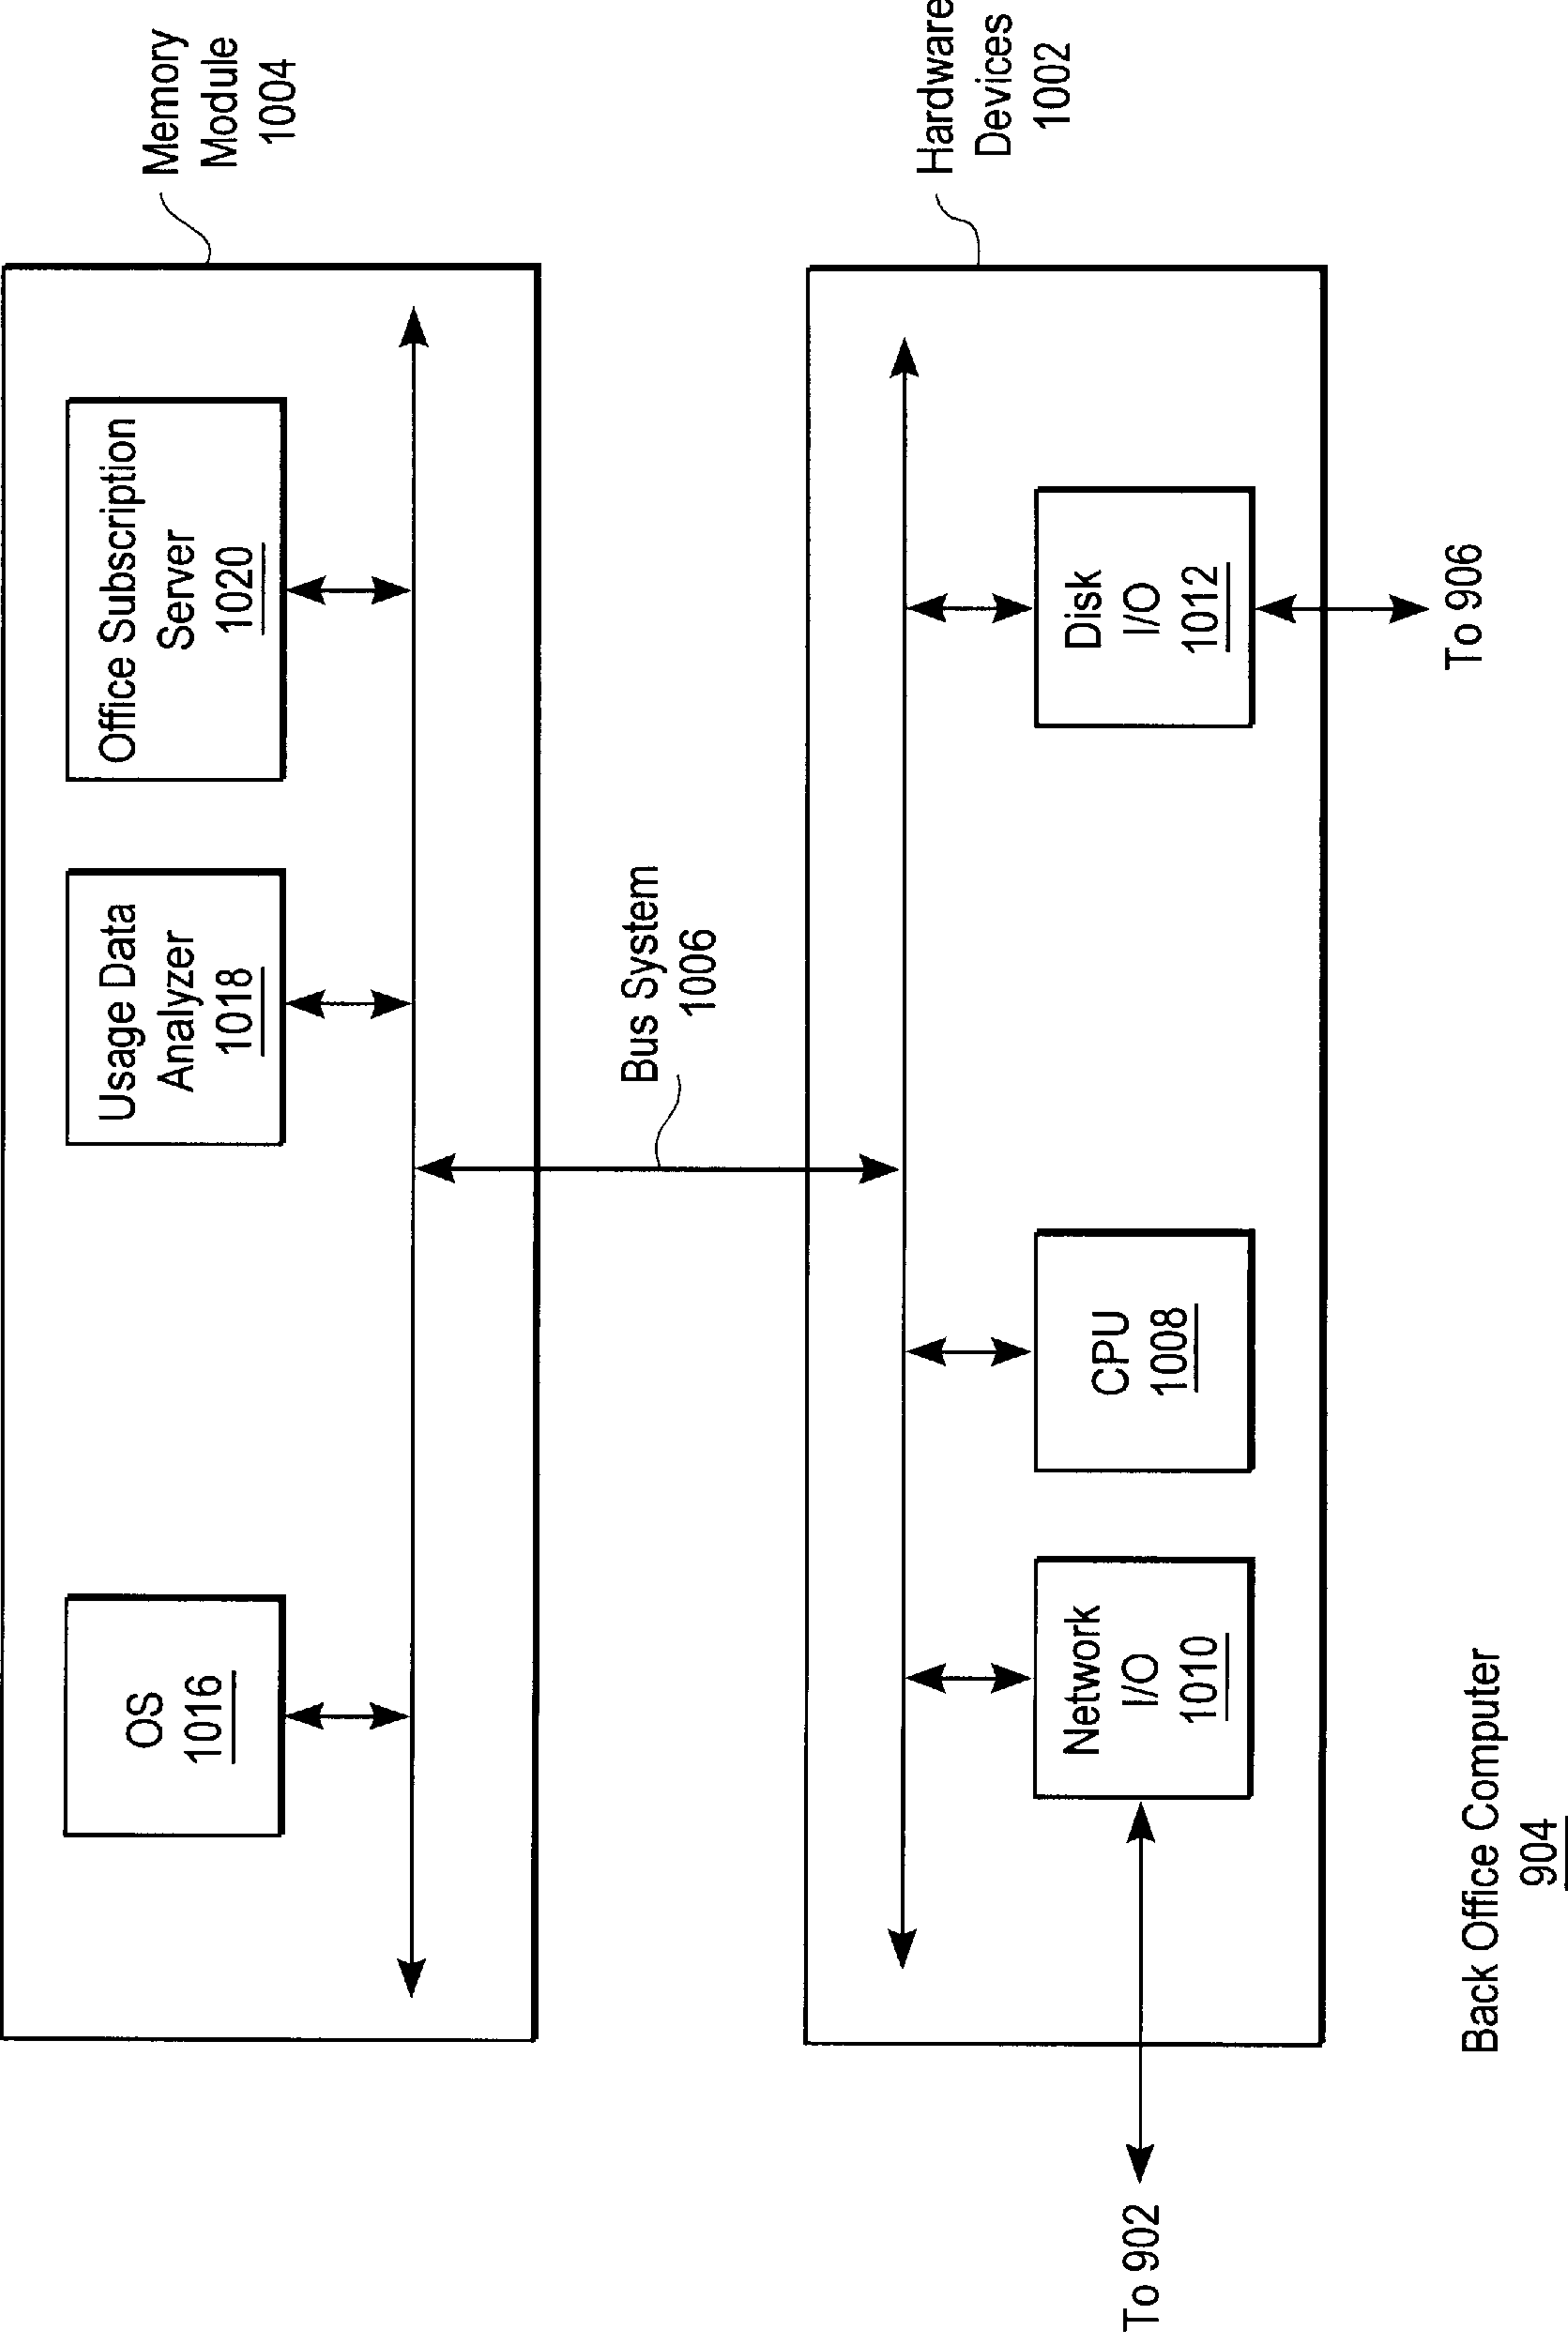 Memory
Module
1004
OS
1016
Usage Data
Analyzer
1018
Office Subscription
Server
1020
Bus System
1006
Hardware
Devices
1002
To 902
Network
I/O
1010
CPU
1008
Disk
I/O
1012
To 906
Back Office Computer
904